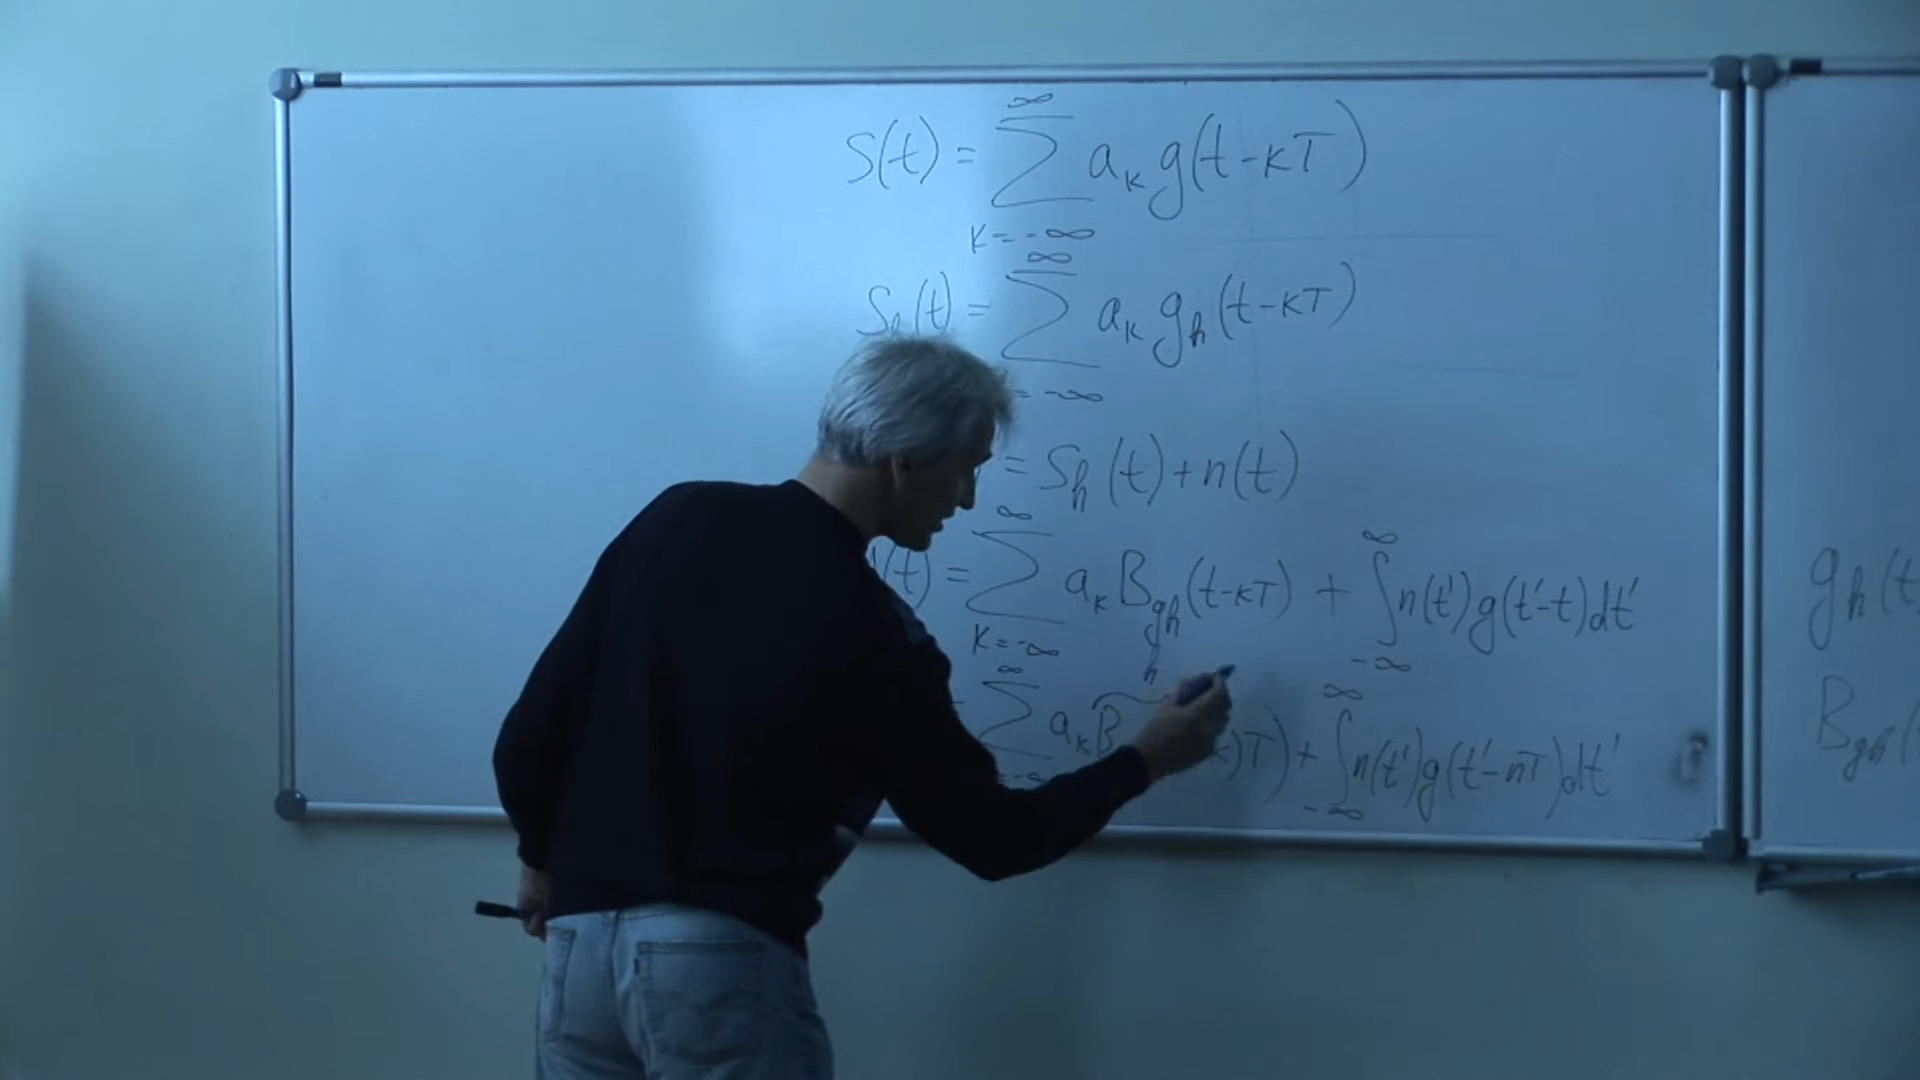 S(t) = ∞ ∑ k=-∞ a_k g(t-kT)
S_h(t) = ∞ ∑ =-∞ a_k g_h(t-kT)
= S_h(t)+n(t)
(t) = ∞ ∑ k=-∞ a_k B_gh(t-kT) + ∞ ∫ -∞ n(t')g(t'-t)dt'
h
∞ ∑ a_k B )T) + ∞ ∫ -∞ n(t')g(t'-nT)dt'
g_h(t
B_gh(